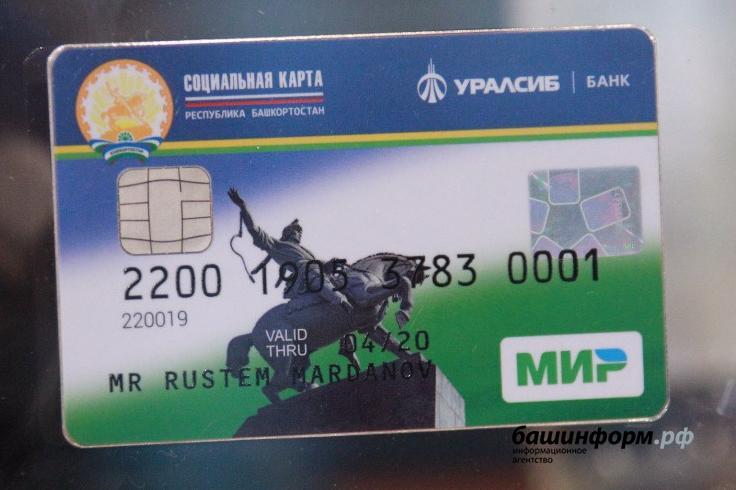 СОЦИАЛЬНАЯ КАРТА
РЕСПУБЛИКА БАШКОРТОСТАН
УРАЛСИБ | БАНК
БАШКОРТОСТАН
2200 1905 3783 0001
220019
VALID THRU 04/20
MR RUSTEM MARDANOV
МИР
башинформ.рф
информационное
агентство